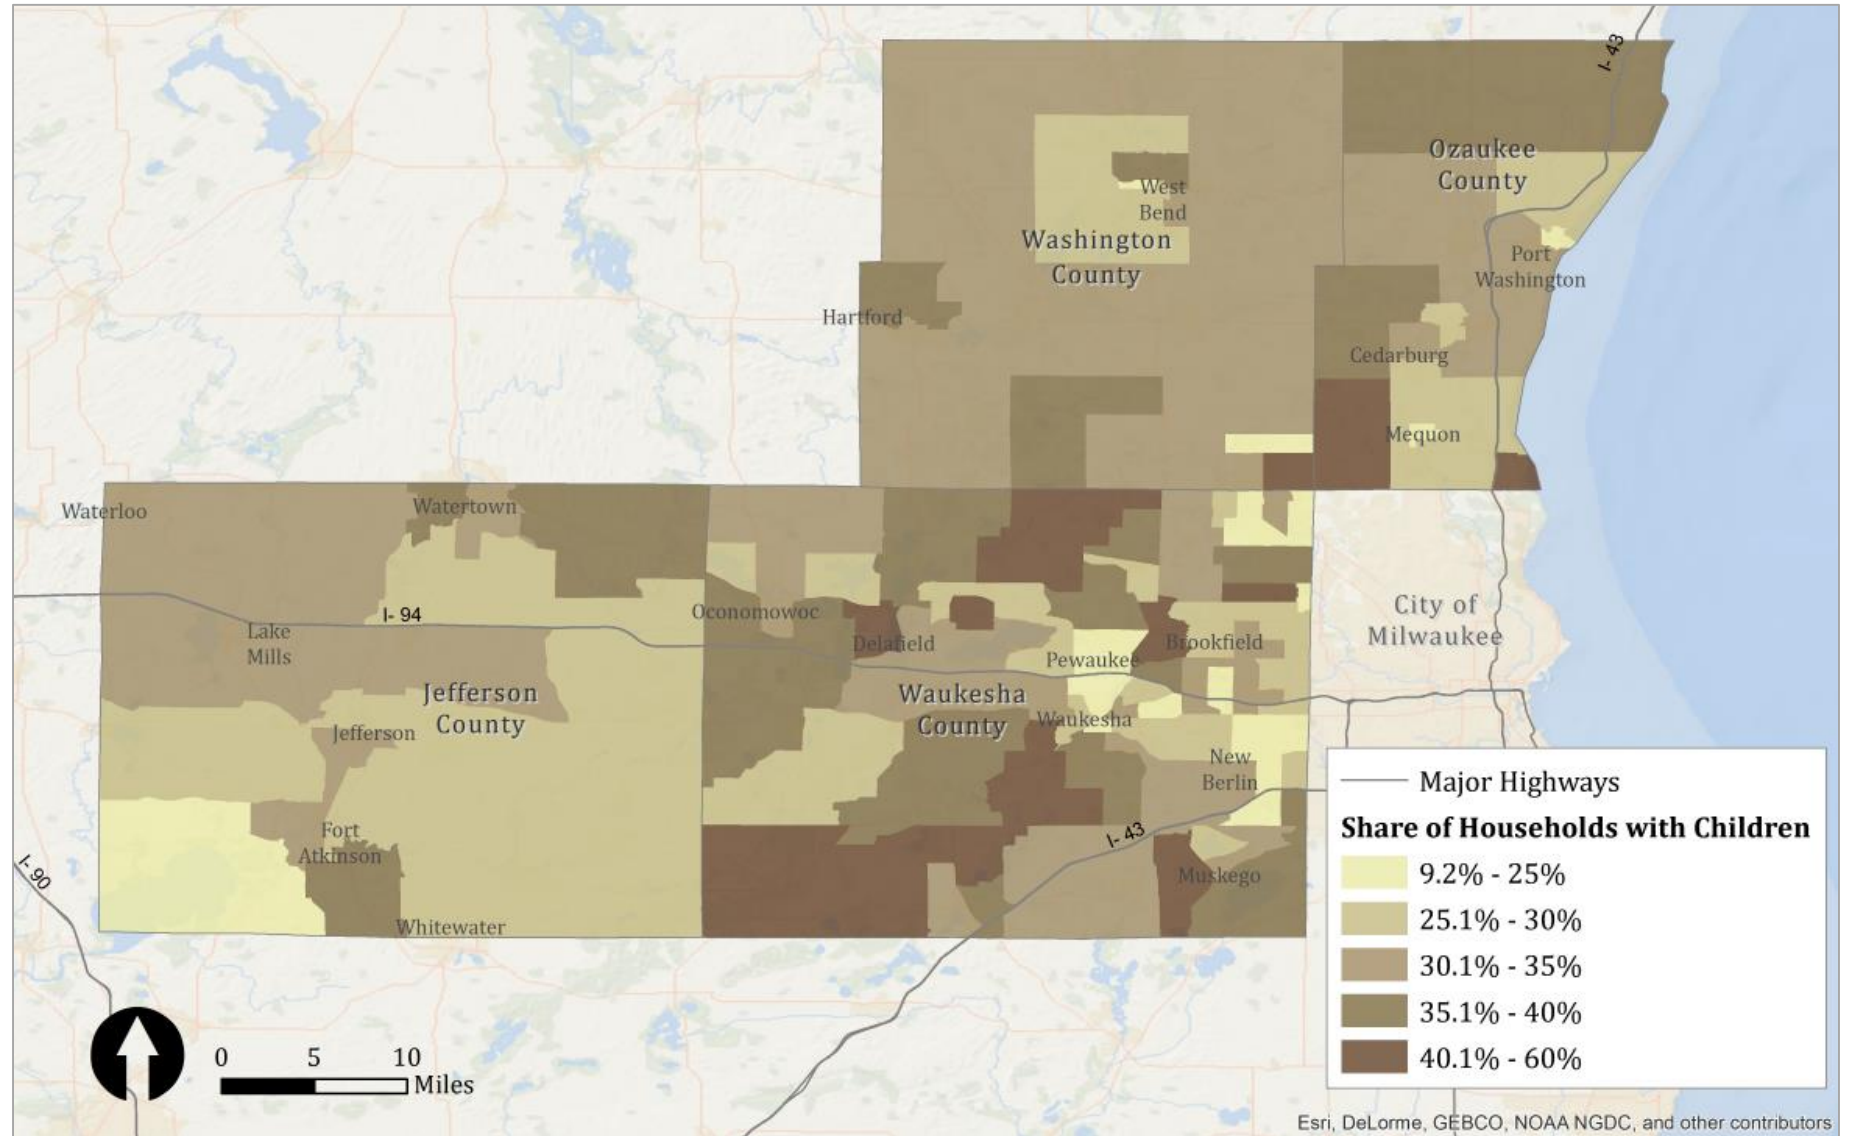 I- 43
Ozaukee
County
West
Bend
Washington
County
Port
Washington
Hartford
Cedarburg
Mequon
Waterloo
Watertown
I- 94
Oconomowoc
City of
Milwaukee
Lake
Mills
Delafield
Brookfield
Pewaukee
Jefferson
County
Waukesha
County
Waukesha
Jefferson
New
Berlin
Fort
Atkinson
I- 43
I- 90
Muskego
Whitewater
Major Highways
Share of Households with Children
9.2% - 25%
25.1% - 30%
30.1% - 35%
35.1% - 40%
40.1% - 60%
0 5 10
Miles
Esri, DeLorme, GEBCO, NOAA NGDC, and other contributors